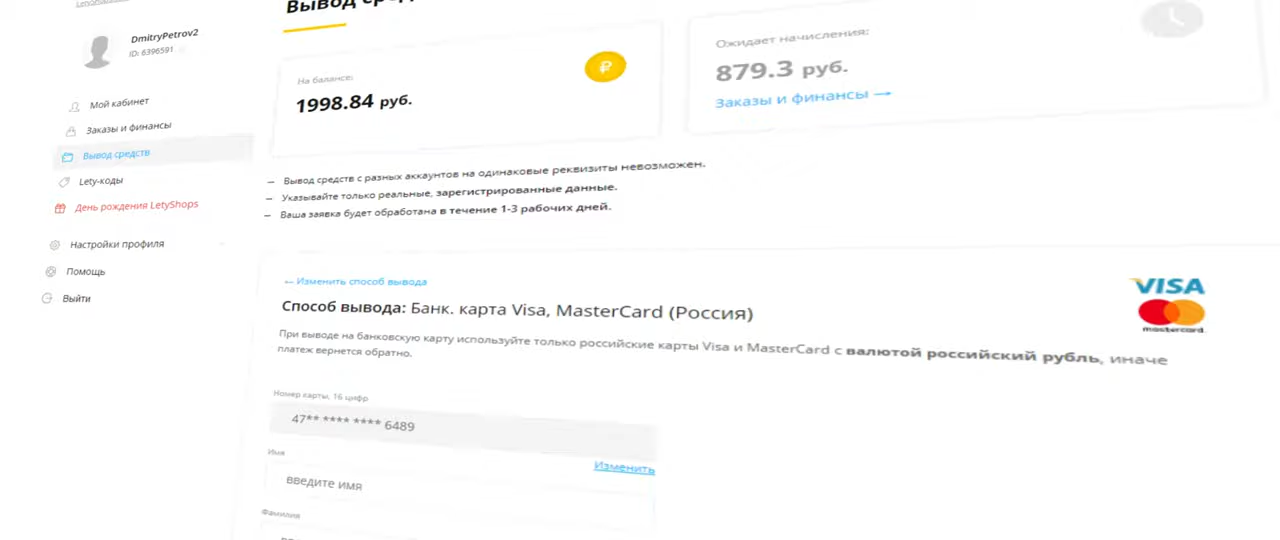 DmitryPetrov2
ID: 6396591
Мой кабинет
Заказы и финансы
Вывод средств
Lety-коды
День рождения LetyShops
Настройки профиля
Помощь
Выйти
Вывод
На балансе:
₽
1998.84 руб.
Ожидает начисления:
879.3 руб.
Заказы и финансы →
— Вывод средств с разных аккаунтов на одинаковые реквизиты невозможен.
— Указывайте только реальные, зарегистрированные данные.
— Ваша заявка будет обработана в течение 1-3 рабочих дней.
← Изменить способ вывода
Способ вывода: Банк. карта Visa, MasterCard (Россия)
VISA
mastercard.
При выводе на банковскую карту используйте только российские карты Visa и MasterCard с валютой российский рубль, иначе
платеж вернется обратно.
Номер карты, 16 цифр
47** **** **** 6489
Изменить
Имя
введите имя
Фамилия